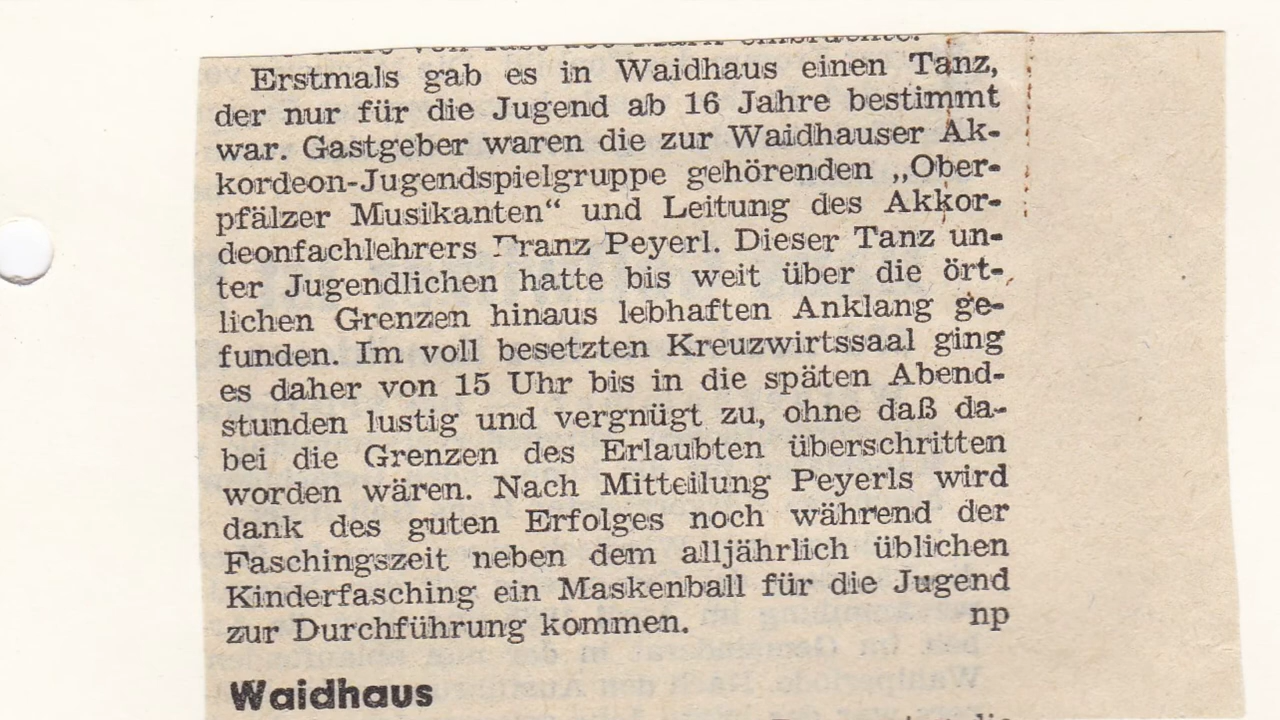 Erstmals gab es in Waidhaus einen Tanz,
der nur für die Jugend ab 16 Jahre bestimmt
war. Gastgeber waren die zur Waidhauser Ak-
kordeon-Jugendspielgruppe gehörenden „Ober-
pfälzer Musikanten“ und Leitung des Akkor-
deonfachlehrers Franz Peyerl. Dieser Tanz un-
ter Jugendlichen hatte bis weit über die ört-
lichen Grenzen hinaus lebhaften Anklang ge-
funden. Im voll besetzten Kreuzwirtssaal ging
es daher von 15 Uhr bis in die späten Abend-
stunden lustig und vergnügt zu, ohne daß da-
bei die Grenzen des Erlaubten überschritten
worden wären. Nach Mitteilung Peyerls wird
dank des guten Erfolges noch während der
Faschingszeit neben dem alljährlich üblichen
Kinderfasching ein Maskenball für die Jugend
zur Durchführung kommen. np
Waidhaus